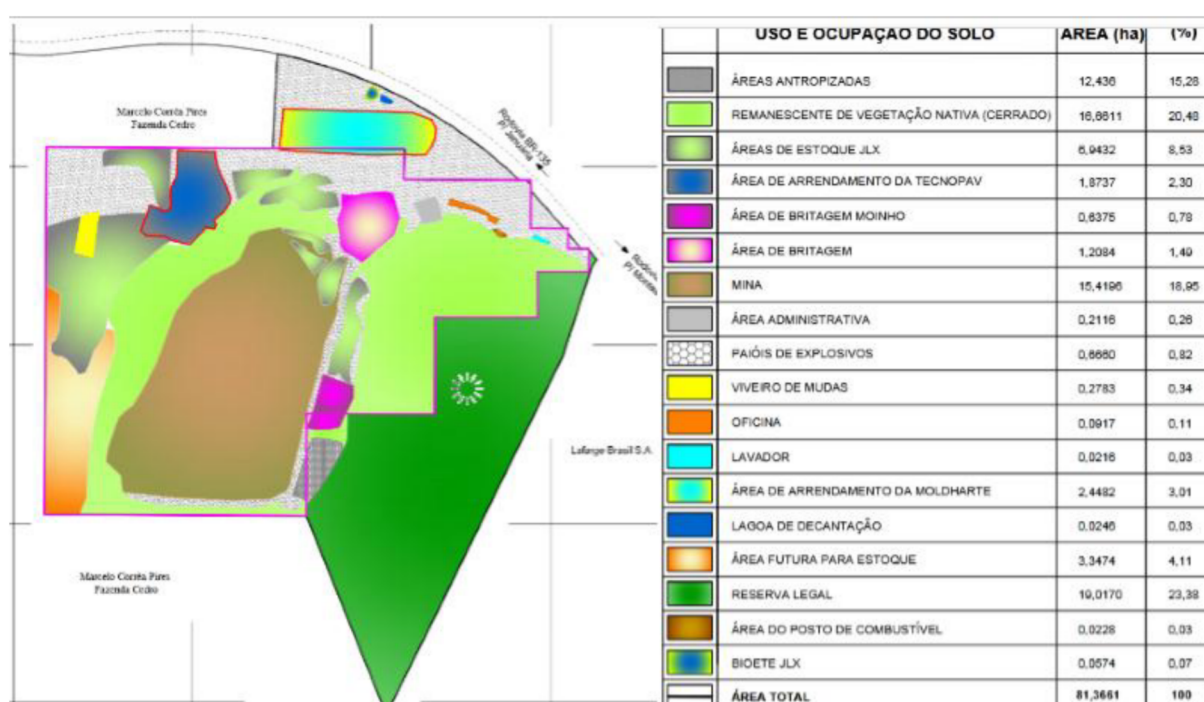 Marcelo Corrêa Pires
Fazenda Cedro
Rodovia BR-135
P/ Januária
Lafarge Brasil S.A.
Marcelo Corrêa Pires
Fazenda Cedro
USO E OCUPAÇÃO DO SOLO ÁREA (ha) (%)
ÁREAS ANTROPIZADAS 12,436 15,28
REMANESCENTE DE VEGETAÇÃO NATIVA (CERRADO) 16,6611 20,48
ÁREAS DE ESTOQUE JLX 6,9432 8,53
ÁREA DE ARRENDAMENTO DA TECNOPAV 1,8737 2,30
ÁREA DE BRITAGEM MOINHO 0,6375 0,78
ÁREA DE BRITAGEM 1,2084 1,49
MINA 15,4196 18,95
ÁREA ADMINISTRATIVA 0,2116 0,26
PAIÓIS DE EXPLOSIVOS 0,6660 0,82
VIVEIRO DE MUDAS 0,2783 0,34
OFICINA 0,0917 0,11
LAVADOR 0,0216 0,03
ÁREA DE ARRENDAMENTO DA MOLDHARTE 2,4482 3,01
LAGOA DE DECANTAÇÃO 0,0246 0,03
ÁREA FUTURA PARA ESTOQUE 3,3474 4,11
RESERVA LEGAL 19,0170 23,38
ÁREA DO POSTO DE COMBUSTÍVEL 0,0228 0,03
BIOETE JLX 0,0574 0,07
ÁREA TOTAL 81,3661 100